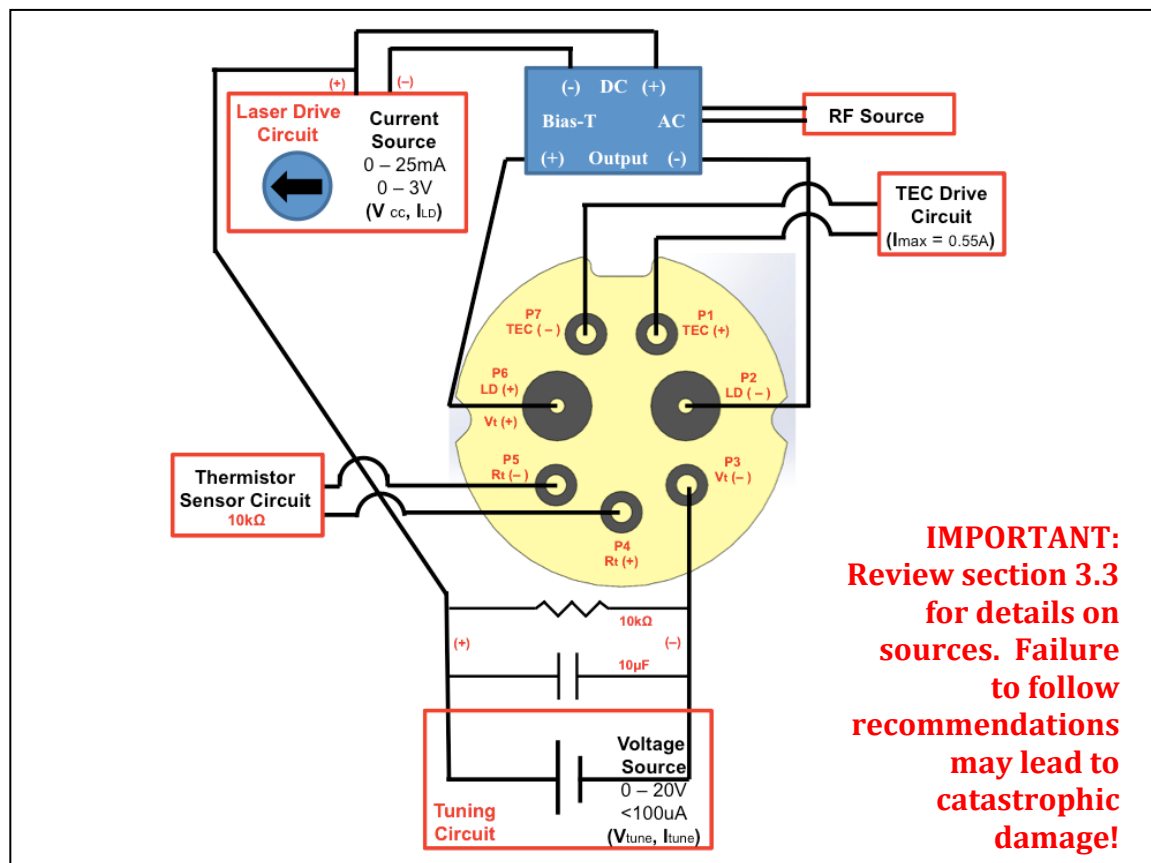 (+)
(–)
Laser Drive
Circuit
Current
Source
0 – 25mA
0 – 3V
(V cc, ILD)
(-) DC (+)
Bias-T AC
(+) Output (-)
RF Source
TEC Drive
Circuit
(Imax = 0.55A)
P7
TEC ( – )
P1
TEC (+)
P6
LD (+)
Vt (+)
P2
LD ( – )
P5
Rt ( – )
P3
Vt ( – )
P4
Rt (+)
Thermistor
Sensor Circuit
10kΩ
10kΩ
(+)
(–)
10µF
Voltage
Source
0 – 20V
<100uA
(Vtune, Itune)
Tuning
Circuit
IMPORTANT:
Review section 3.3
for details on
sources. Failure
to follow
recommendations
may lead to
catastrophic
damage!